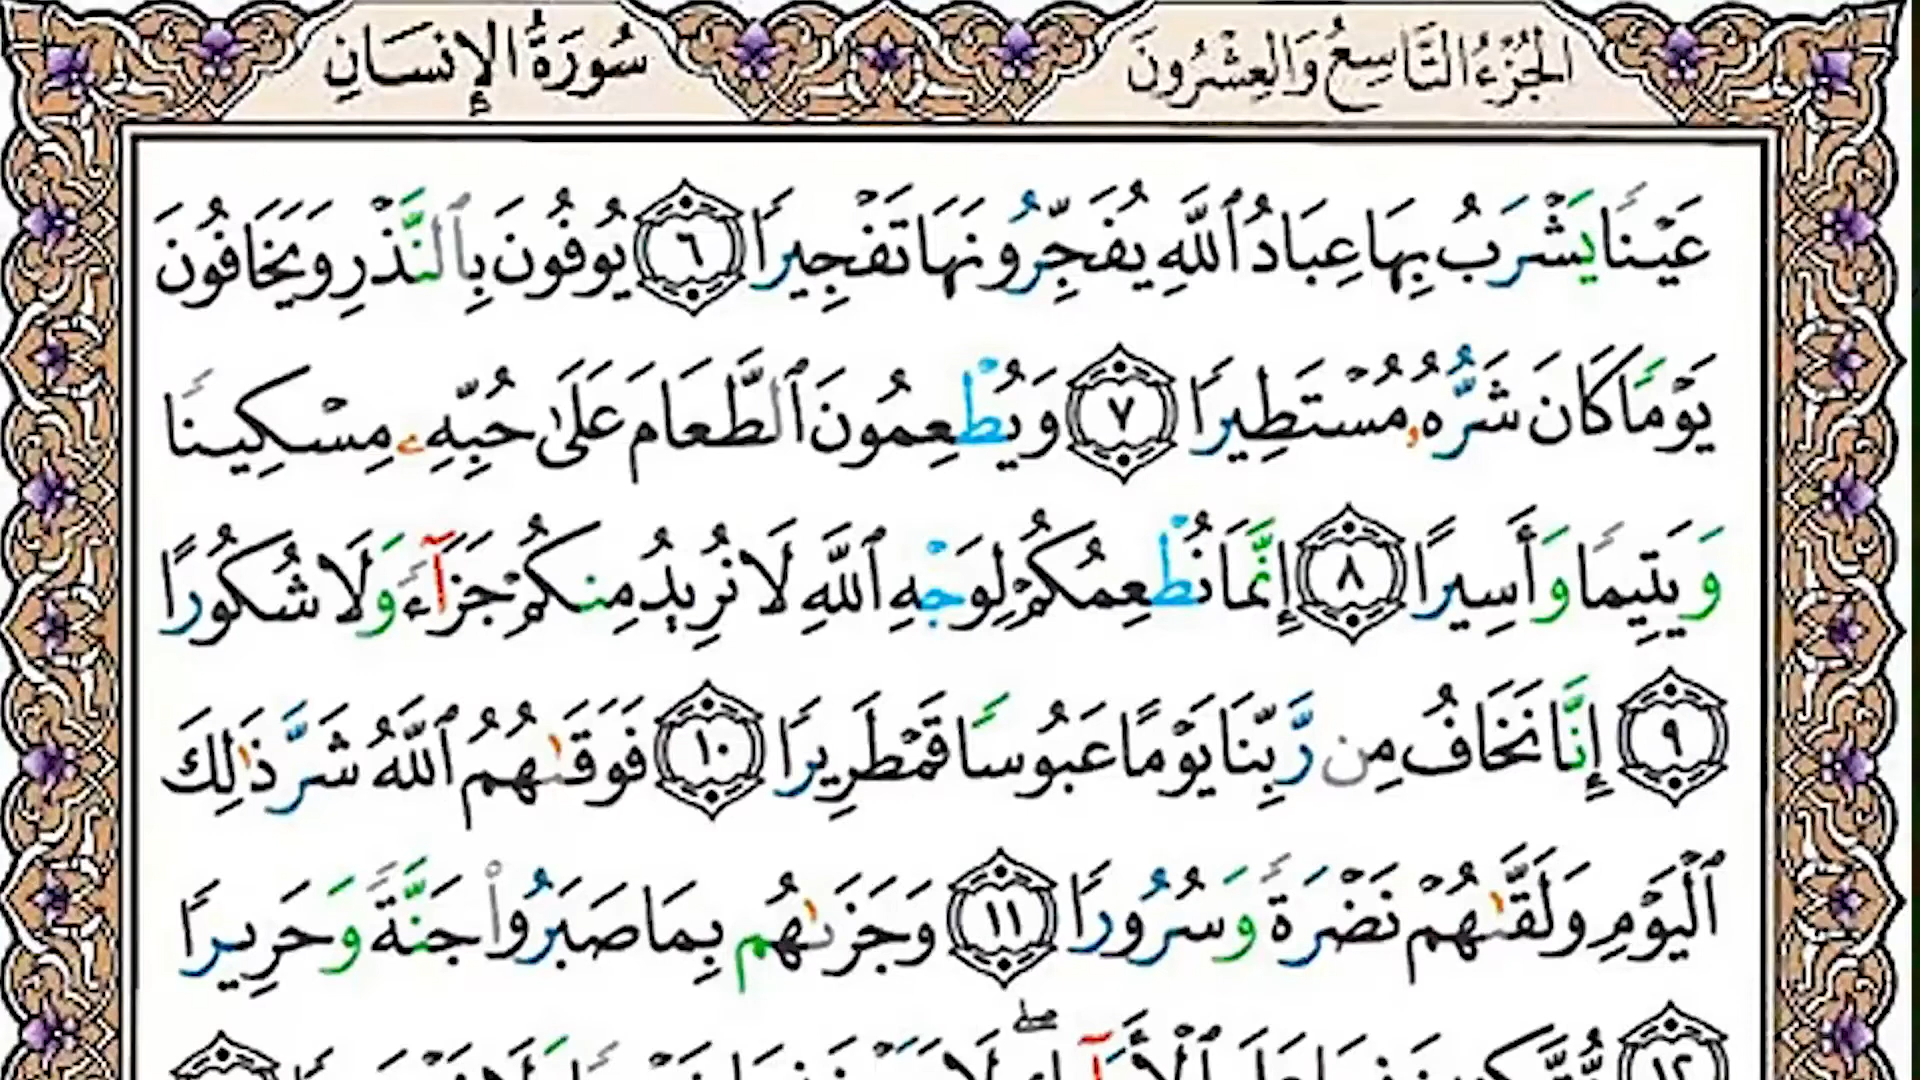 الجُزْءُ التَّاسِعُ وَالعِشْرُونَ
سُورَةُ الإِنسَانِ
عَيْنًا يَشْرَبُ بِهَا عِبَادُ ٱللَّهِ يُفَجِّرُونَهَا تَفْجِيرًا ٦ يُوفُونَ بِٱلنَّذْرِ وَيَخَافُونَ
يَوْمًا كَانَ شَرُّهُۥ مُسْتَطِيرًا ٧ وَيُطْعِمُونَ ٱلطَّعَامَ عَلَىٰ حُبِّهِۦ مِسْكِينًا
وَيَتِيمًا وَأَسِيرًا ٨ إِنَّمَا نُطْعِمُكُمْ لِوَجْهِ ٱللَّهِ لَا نُرِيدُ مِنكُمْ جَزَآءً وَلَا شُكُورًا
٩ إِنَّا نَخَافُ مِن رَّبِّنَا يَوْمًا عَبُوسًا قَمْطَرِيرًا ١٠ فَوَقَىٰهُمُ ٱللَّهُ شَرَّ ذَٰلِكَ
ٱلْيَوْمِ وَلَقَّىٰهُمْ نَضْرَةً وَسُرُورًا ١١ وَجَزَىٰهُم بِمَا صَبَرُوا۟ جَنَّةً وَحَرِيرًا
١٢